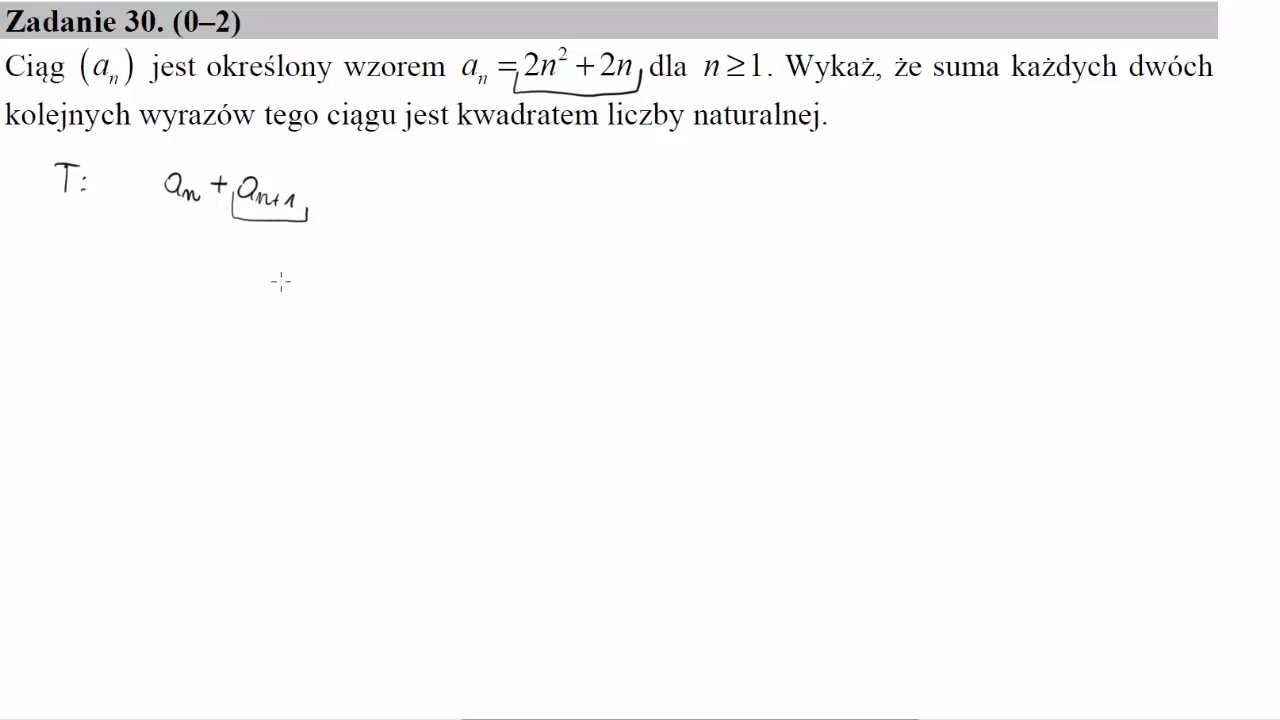 Zadanie 30. (0–2)
Ciąg (aₙ) jest określony wzorem aₙ = 2n² + 2n dla n ≥ 1. Wykaż, że suma każdych dwóch
kolejnych wyrazów tego ciągu jest kwadratem liczby naturalnej.
T: aₙ + aₙ₊₁